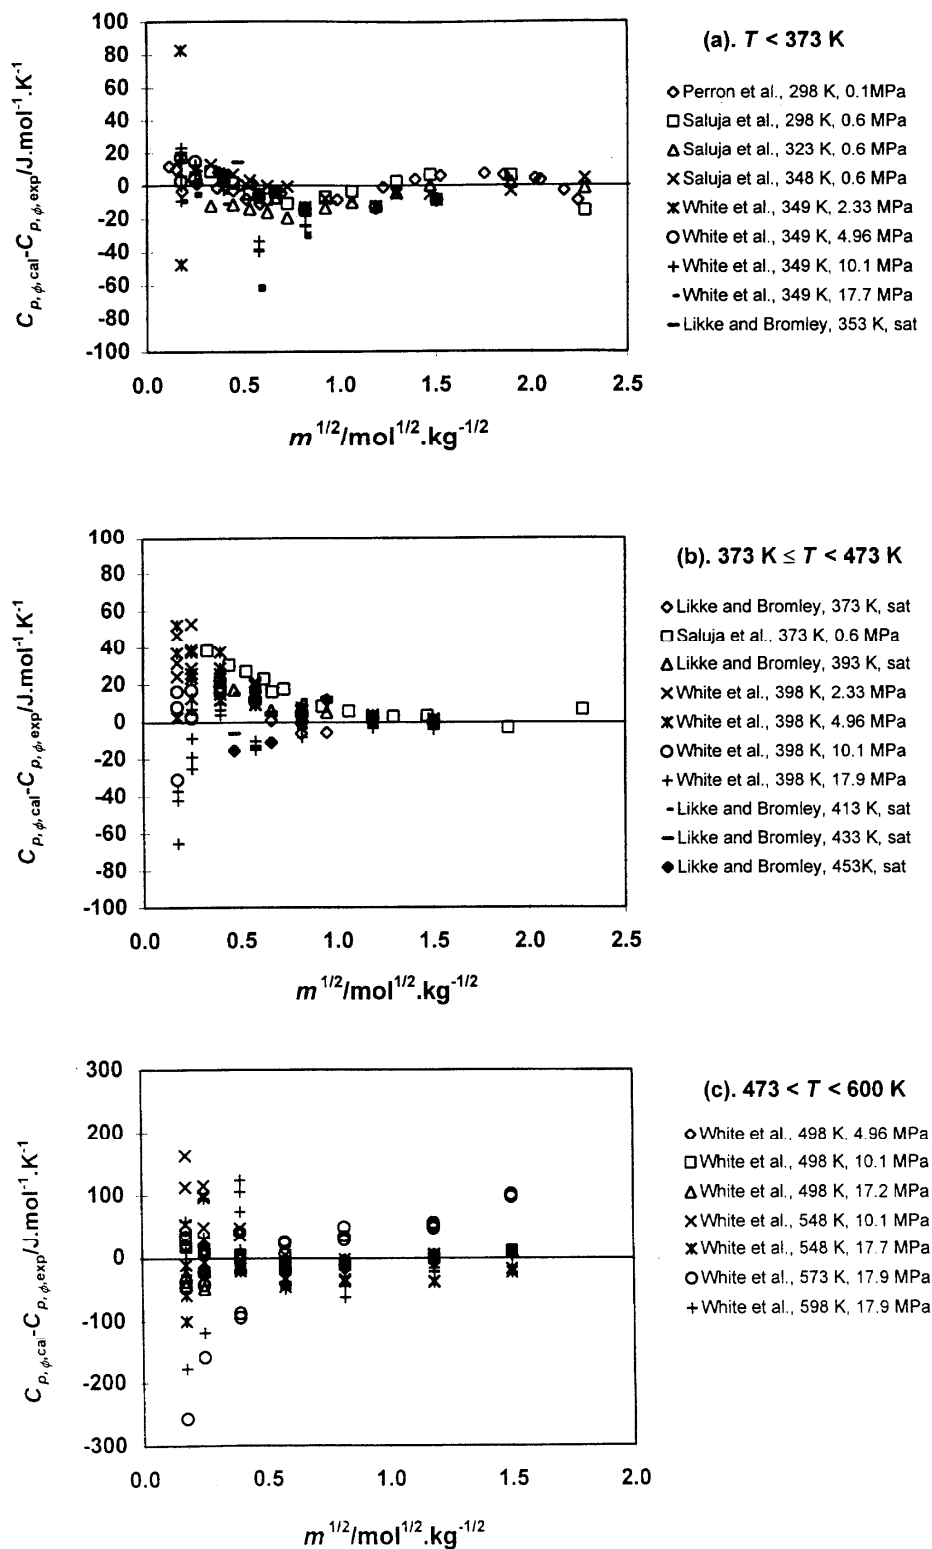 (a). T < 373 K
100
80
60
40
20
0
-20
-40
-60
-80
-100
C_{p,ϕ,cal}-C_{p,ϕ,exp}/J.mol^{-1}.K^{-1}
0.0 0.5 1.0 1.5 2.0 2.5
m^{1/2}/mol^{1/2}.kg^{-1/2}
Perron et al., 298 K, 0.1MPa
Saluja et al., 298 K, 0.6 MPa
Saluja et al., 323 K, 0.6 MPa
Saluja et al., 348 K, 0.6 MPa
White et al., 349 K, 2.33 MPa
White et al., 349 K, 4.96 MPa
White et al., 349 K, 10.1 MPa
White et al., 349 K, 17.7 MPa
Likke and Bromley, 353 K, sat
(b). 373 K ≤ T < 473 K
100
80
60
40
20
0
-20
-40
-60
-80
-100
C_{p,ϕ,cal}-C_{p,ϕ,exp}/J.mol^{-1}.K^{-1}
0.0 0.5 1.0 1.5 2.0 2.5
m^{1/2}/mol^{1/2}.kg^{-1/2}
Likke and Bromley, 373 K, sat
Saluja et al., 373 K, 0.6 MPa
Likke and Bromley, 393 K, sat
White et al., 398 K, 2.33 MPa
White et al., 398 K, 4.96 MPa
White et al., 398 K, 10.1 MPa
White et al., 398 K, 17.9 MPa
Likke and Bromley, 413 K, sat
Likke and Bromley, 433 K, sat
Likke and Bromley, 453K, sat
(c). 473 < T < 600 K
300
200
100
0
-100
-200
-300
C_{p,ϕ,cal}-C_{p,ϕ,exp}/J.mol^{-1}.K^{-1}
0.0 0.5 1.0 1.5 2.0
m^{1/2}/mol^{1/2}.kg^{-1/2}
White et al., 498 K, 4.96 MPa
White et al., 498 K, 10.1 MPa
White et al., 498 K, 17.2 MPa
White et al., 548 K, 10.1 MPa
White et al., 548 K, 17.7 MPa
White et al., 573 K, 17.9 MPa
White et al., 598 K, 17.9 MPa